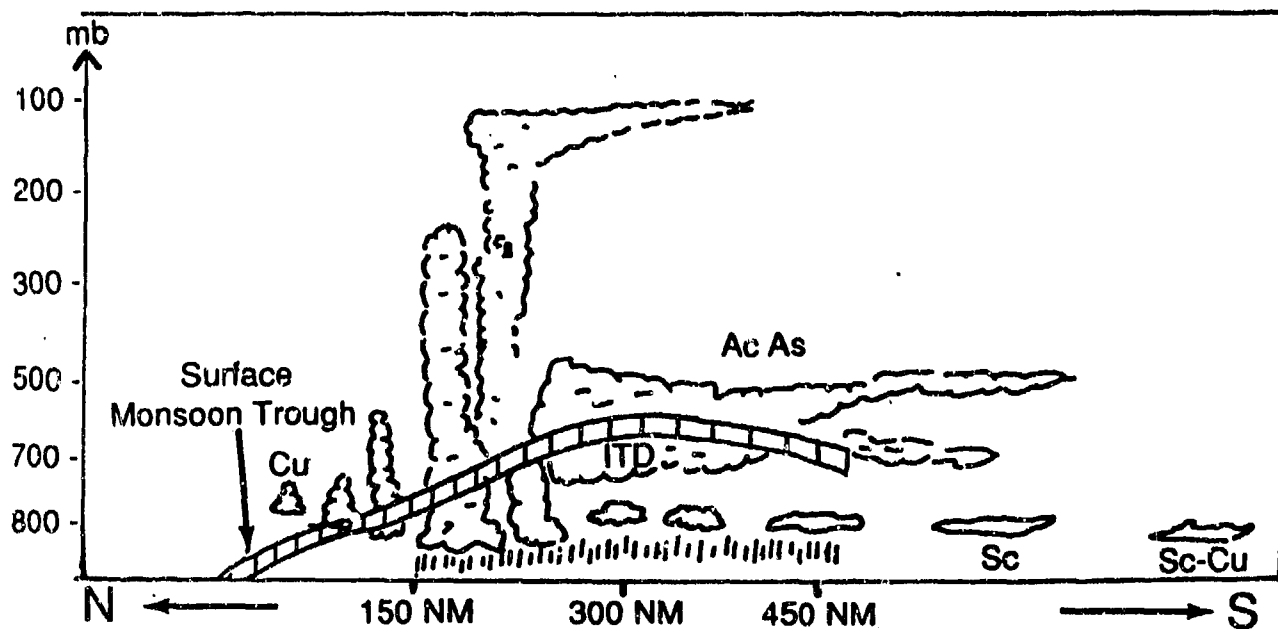 mb
100
200
300
500
700
800
Surface
Monsoon Trough
Cu
Ac As
ITD
Sc
Sc-Cu
N
150 NM
300 NM
450 NM
S